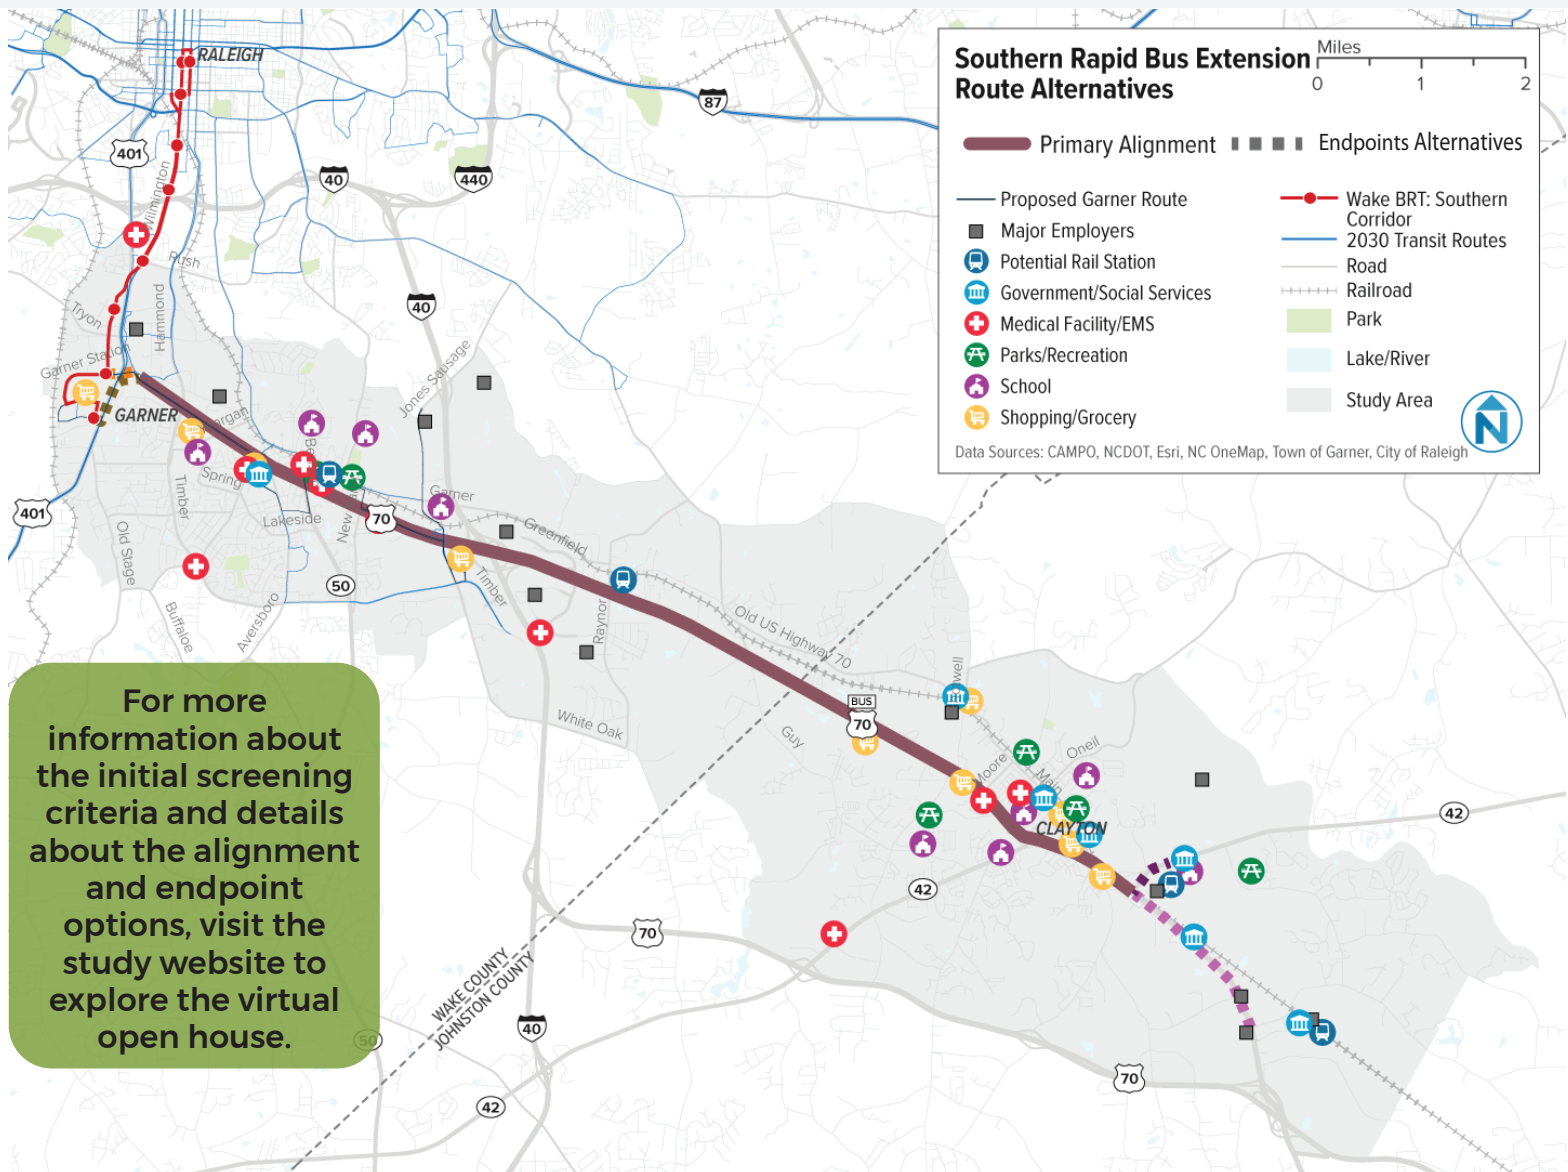 RALEIGH
87
401
40
440
Wilmington
Rush
40
Tryon
Hammond
Garner Station
Jones Sausage
GARNER
Spring
Timber
Garner
Lakeside
70
New
Greenfield
401
Old Stage
50
Timber
Buffaloe
Aversboro
Raynor
Old US Highway 70
BUS
70
White Oak
Guy
Moore
Main
Oneil
CLAYTON
42
42
70
WAKE COUNTY
JOHNSTON COUNTY
40
50
42
70
Southern Rapid Bus Extension
Route Alternatives
Miles
0 1 2
Primary Alignment
Endpoints Alternatives
Proposed Garner Route
Major Employers
Potential Rail Station
Government/Social Services
Medical Facility/EMS
Parks/Recreation
School
Shopping/Grocery
Wake BRT: Southern
Corridor
2030 Transit Routes
Road
Railroad
Park
Lake/River
Study Area
N
Data Sources: CAMPO, NCDOT, Esri, NC OneMap, Town of Garner, City of Raleigh
For more
information about
the initial screening
criteria and details
about the alignment
and endpoint
options, visit the
study website to
explore the virtual
open house.